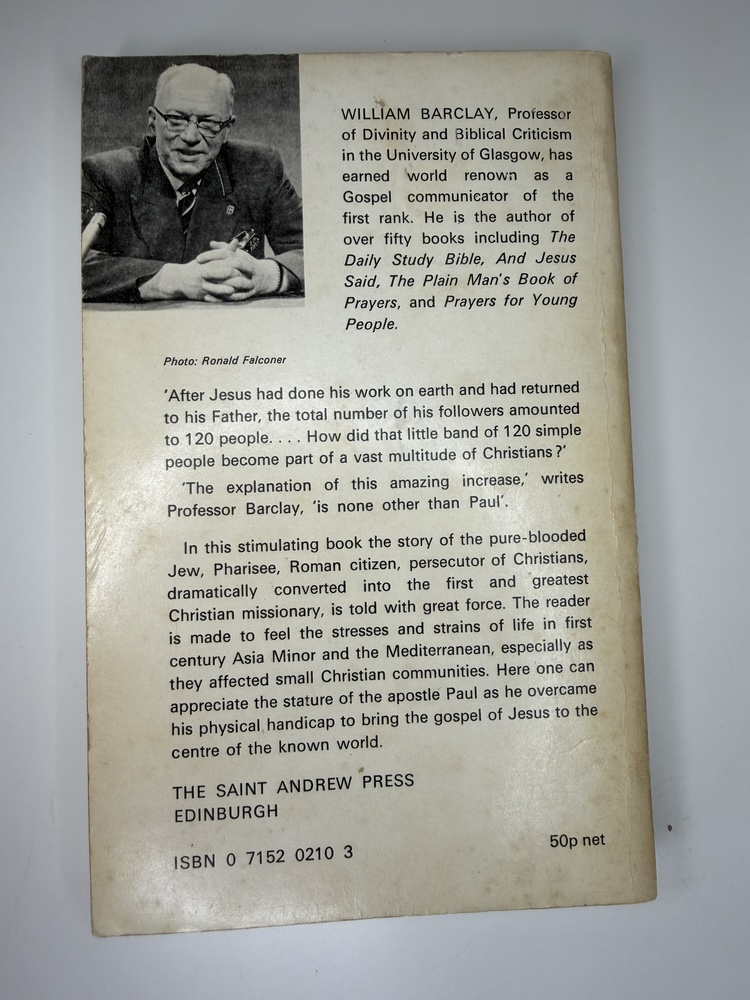 WILLIAM BARCLAY, Professor
of Divinity and Biblical Criticism
in the University of Glasgow, has
earned world renown as a
Gospel communicator of the
first rank. He is the author of
over fifty books including The
Daily Study Bible, And Jesus
Said, The Plain Man's Book of
Prayers, and Prayers for Young
People.
Photo: Ronald Falconer
'After Jesus had done his work on earth and had returned
to his Father, the total number of his followers amounted
to 120 people. . . . How did that little band of 120 simple
people become part of a vast multitude of Christians?'
'The explanation of this amazing increase,' writes
Professor Barclay, 'is none other than Paul'.
In this stimulating book the story of the pure-blooded
Jew, Pharisee, Roman citizen, persecutor of Christians,
dramatically converted into the first and greatest
Christian missionary, is told with great force. The reader
is made to feel the stresses and strains of life in first
century Asia Minor and the Mediterranean, especially as
they affected small Christian communities. Here one can
appreciate the stature of the apostle Paul as he overcame
his physical handicap to bring the gospel of Jesus to the
centre of the known world.
THE SAINT ANDREW PRESS
EDINBURGH
ISBN 0 7152 0210 3
50p net